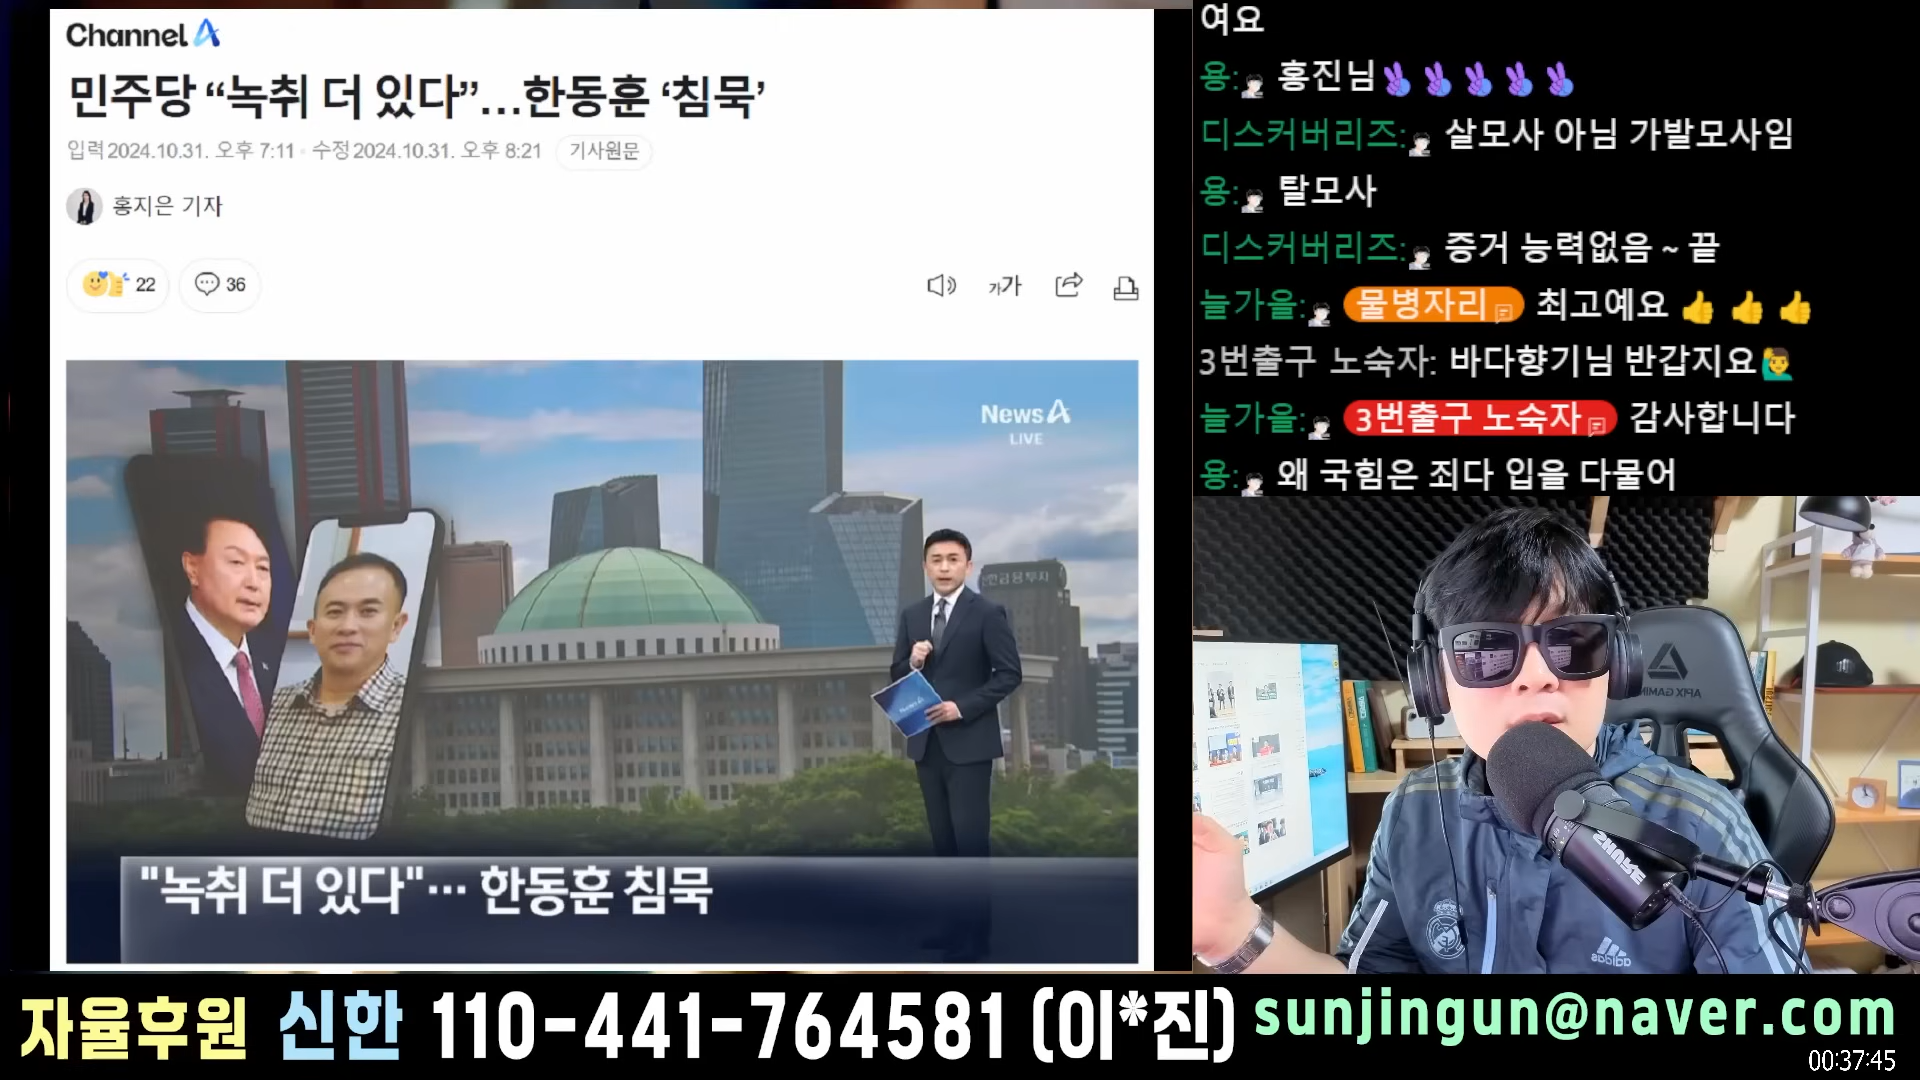 Channel A
민주당 “녹취 더 있다”…한동훈 ‘침묵’
입력 2024.10.31. 오후 7:11 · 수정 2024.10.31. 오후 8:21 기사원문
홍지은 기자
22 36
가가
News A
LIVE
신한금융투자
"녹취 더 있다"… 한동훈 침묵
여요
용: 홍진님
디스커버리즈: 살모사 아님 가발모사임
용: 탈모사
디스커버리즈: 증거 능력없음 ~ 끝
늘가을: 물병자리 최고예요
3번출구 노숙자: 바다향기님 반갑지요
늘가을: 3번출구 노숙자 감사합니다
용: 왜 국힘은 죄다 입을 다물어
APIX GAMING
SHURE
adidas
자율후원 신한 110-441-764581 (이*진) sunjingun@naver.com
00:37:45